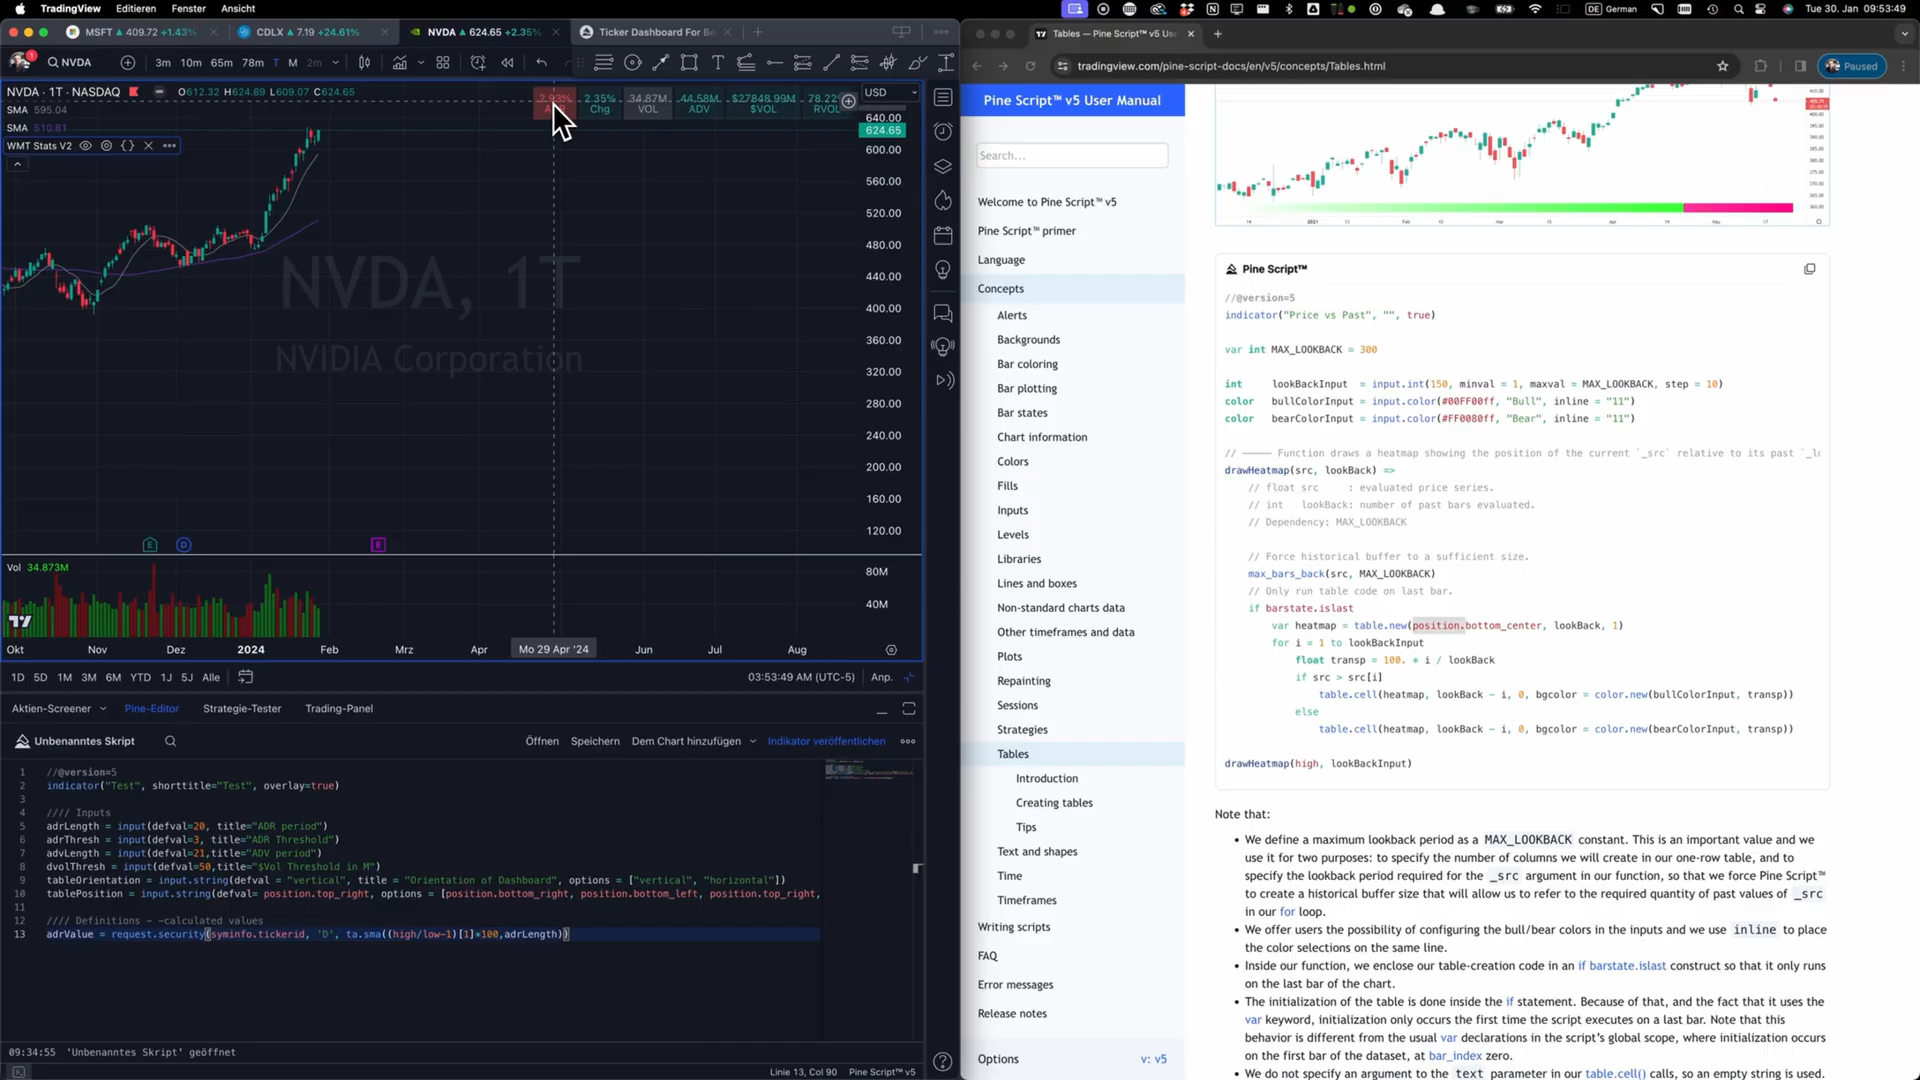 TradingView Editieren Fenster Ansicht
DE German
Tue 30. Jan. 09:53:49
MSFT ▲ 409.72 +1.43%
CDLX ▲ 7.19 +24.61%
NVDA ▲ 624.65 +2.35%
Ticker Dashboard For Be
NVDA
3m 10m 65m 78m T M 2m
NVDA · 1T · NASDAQ
O612.32 H624.89 L609.07 C624.65
SMA 595.04
SMA 510.81
WMT Stats V2
2.35% Chg
34.87M VOL
44.58M ADV
$27848.99M $VOL
78.22 RVOL
USD
640.00
624.65
600.00
560.00
520.00
480.00
440.00
400.00
360.00
320.00
280.00
240.00
200.00
160.00
120.00
NVDA, 1T
NVIDIA Corporation
E D E
Vol 34.873M
80M
40M
Okt Nov Dez 2024 Feb Mrz Apr Mo 29 Apr '24 Jun Jul Aug
1D 5D 1M 3M 6M YTD 1J 5J Alle
03:53:49 AM (UTC-5) Anp.
Aktien-Screener Pine-Editor Strategie-Tester Trading-Panel
Unbenanntes Skript
Öffnen Speichern Dem Chart hinzufügen Indikator veröffentlichen
1 //@version=5
2 indicator("Test", shorttitle="Test", overlay=true)
3
4 //// Inputs
5 adrLength = input(defval=20, title="ADR period")
6 adrThresh = input(defval=3, title="ADR Threshold")
7 advLength = input(defval=21,title="ADV period")
8 dvolThresh = input(defval=50,title="$Vol Threshold in M")
9 tableOrientation = input.string(defval = "vertical", title = "Orientation of Dashboard", options = ["vertical", "horizontal"])
10 tablePosition = input.string(defval= position.top_right, options = [position.bottom_right, position.bottom_left, position.top_right,
11
12 //// Definitions - -calculated values
13 adrValue = request.security(syminfo.tickerid, 'D', ta.sma((high/low-1)[1]*100,adrLength))
09:34:55 'Unbenanntes Skript' geöffnet
Linie 13, Col 90 Pine Script™ v5
Tables — Pine Script™ v5 Us
tradingview.com/pine-script-docs/en/v5/concepts/Tables.html
Paused
Pine Script™ v5 User Manual
Search...
Welcome to Pine Script™ v5
Pine Script™ primer
Language
Concepts
Alerts
Backgrounds
Bar coloring
Bar plotting
Bar states
Chart information
Colors
Fills
Inputs
Levels
Libraries
Lines and boxes
Non-standard charts data
Other timeframes and data
Plots
Repainting
Sessions
Strategies
Tables
Introduction
Creating tables
Tips
Text and shapes
Time
Timeframes
Writing scripts
FAQ
Error messages
Release notes
Options v: v5
Pine Script™
//@version=5
indicator("Price vs Past", "", true)
var int MAX_LOOKBACK = 300
int lookBackInput = input.int(150, minval = 1, maxval = MAX_LOOKBACK, step = 10)
color bullColorInput = input.color(#00FF00ff, "Bull", inline = "11")
color bearColorInput = input.color(#FF0080ff, "Bear", inline = "11")
// ————— Function draws a heatmap showing the position of the current `_src` relative to its past `_l
drawHeatmap(src, lookBack) =>
// float src : evaluated price series.
// int lookBack: number of past bars evaluated.
// Dependency: MAX_LOOKBACK
// Force historical buffer to a sufficient size.
max_bars_back(src, MAX_LOOKBACK)
// Only run table code on last bar.
if barstate.islast
var heatmap = table.new(position.bottom_center, lookBack, 1)
for i = 1 to lookBackInput
float transp = 100. * i / lookBack
if src > src[i]
table.cell(heatmap, lookBack - i, 0, bgcolor = color.new(bullColorInput, transp))
else
table.cell(heatmap, lookBack - i, 0, bgcolor = color.new(bearColorInput, transp))
drawHeatmap(high, lookBackInput)
Note that:
• We define a maximum lookback period as a MAX_LOOKBACK constant. This is an important value and we
use it for two purposes: to specify the number of columns we will create in our one-row table, and to
specify the lookback period required for the _src argument in our function, so that we force Pine Script™
to create a historical buffer size that will allow us to refer to the required quantity of past values of _src
in our for loop.
• We offer users the possibility of configuring the bull/bear colors in the inputs and we use inline to place
the color selections on the same line.
• Inside our function, we enclose our table-creation code in an if barstate.islast construct so that it only runs
on the last bar of the chart.
• The initialization of the table is done inside the if statement. Because of that, and the fact that it uses the
var keyword, initialization only occurs the first time the script executes on a last bar. Note that this
behavior is different from the usual var declarations in the script's global scope, where initialization occurs
on the first bar of the dataset, at bar_index zero.
• We do not specify an argument to the text parameter in our table.cell() calls, so an empty string is used.